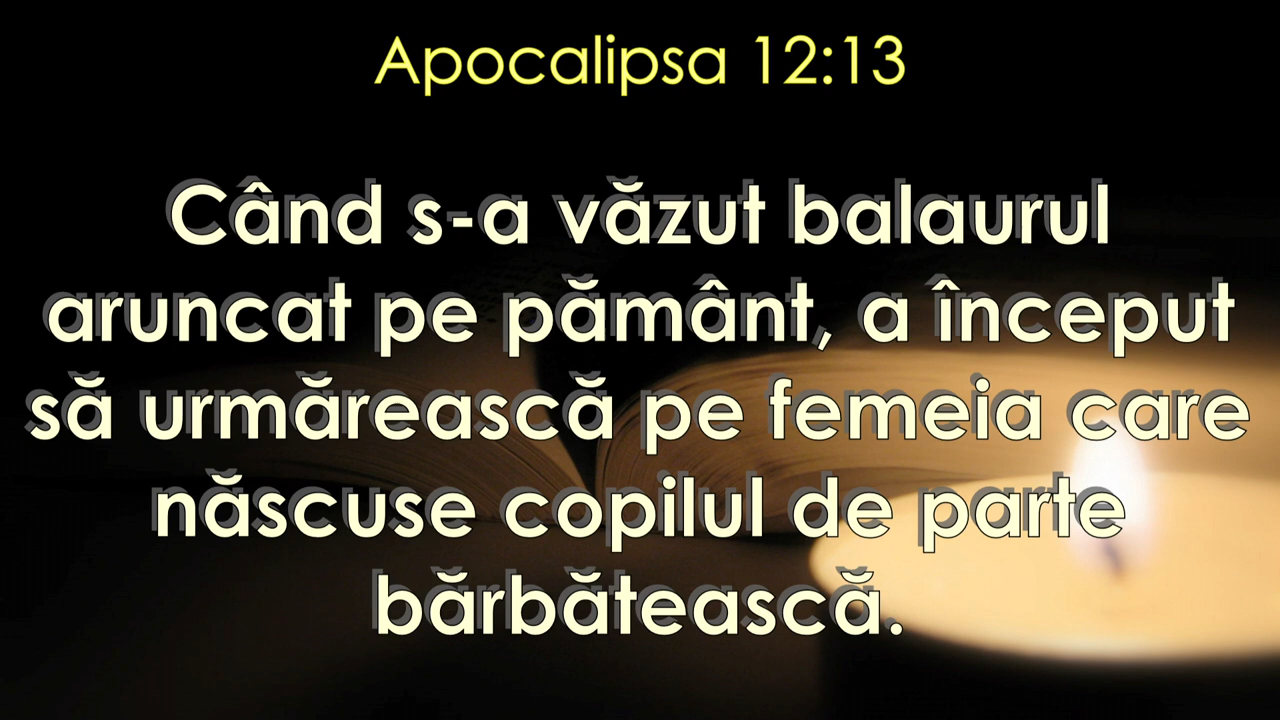 Apocalipsa 12:13
Când s-a văzut balaurul
aruncat pe pământ, a început
să urmărească pe femeia care
născuse copilul de parte
bărbătească.